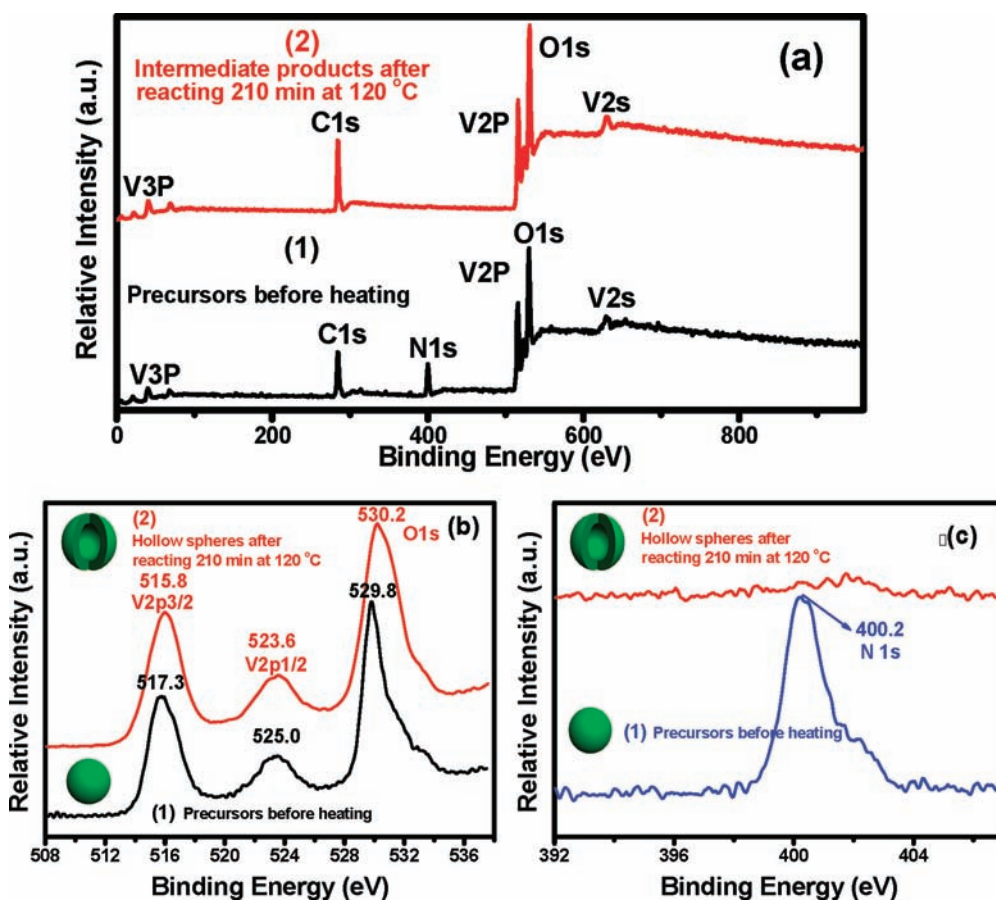 (2)
Intermediate products after
reacting 210 min at 120 °C
(a)
O1s
V2s
C1s
V2P
V3P
(1)
Precursors before heating
O1s
V2P
V2s
C1s
N1s
V3P
Relative Intensity (a.u.)
0 200 400 600 800
Binding Energy (eV)
(2)
Hollow spheres after
reacting 210 min at 120 °C
530.2
O1s
(b)
515.8
V2p3/2
529.8
523.6
V2p1/2
517.3
525.0
(1) Precursors before heating
Relative Intensity (a.u.)
508 512 516 520 524 528 532 536
Binding Energy (eV)
(2)
Hollow spheres after
reacting 210 min at 120 °C
(c)
400.2
N 1s
(1) Precursors before heating
Relative Intensity (a.u.)
392 396 400 404
Binding Energy (eV)